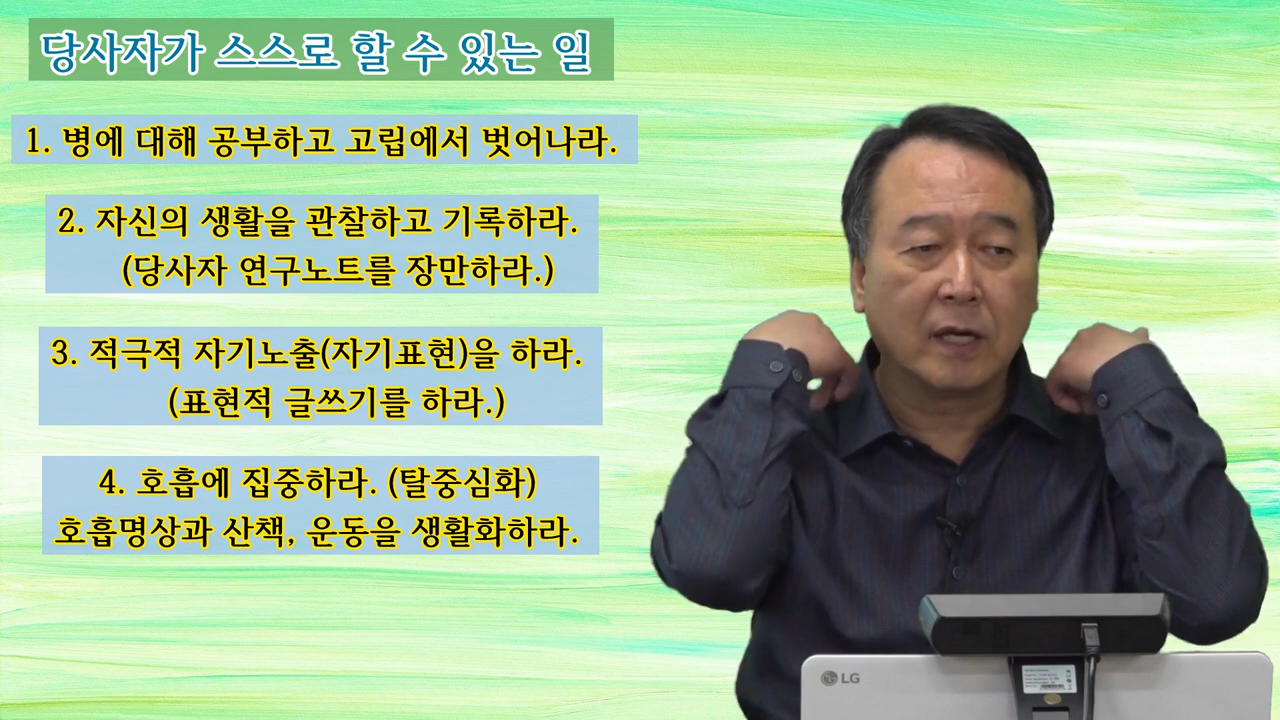 당사자가 스스로 할 수 있는 일
1. 병에 대해 공부하고 고립에서 벗어나라.
2. 자신의 생활을 관찰하고 기록하라.
(당사자 연구노트를 장만하라.)
3. 적극적 자기노출(자기표현)을 하라.
(표현적 글쓰기를 하라.)
4. 호흡에 집중하라. (탈중심화)
호흡명상과 산책, 운동을 생활화하라.
LG